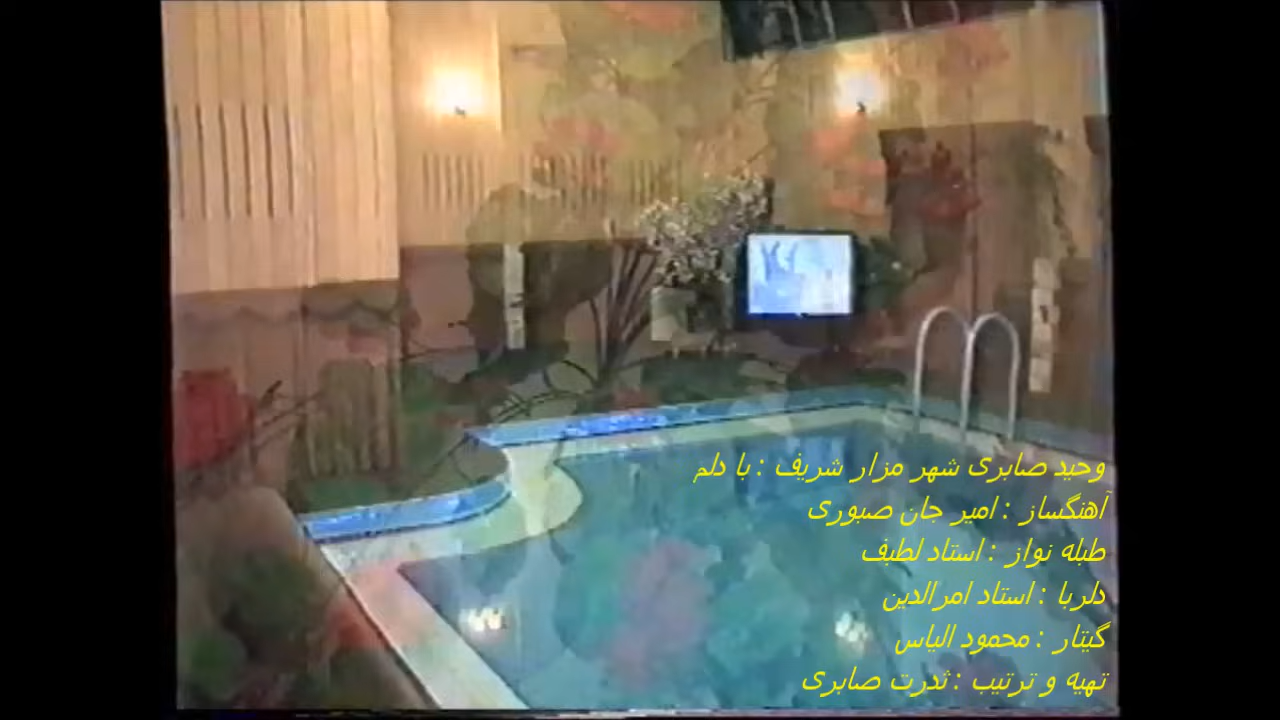 وحید صابری شهر مزار شریف : با دلم
آهنگساز : امیر جان صبوری
طبله نواز : استاد لطیف
دلربا : استاد امرالدین
گیتار : محمود الیاس
تهیه و ترتیب : ثدرت صابری